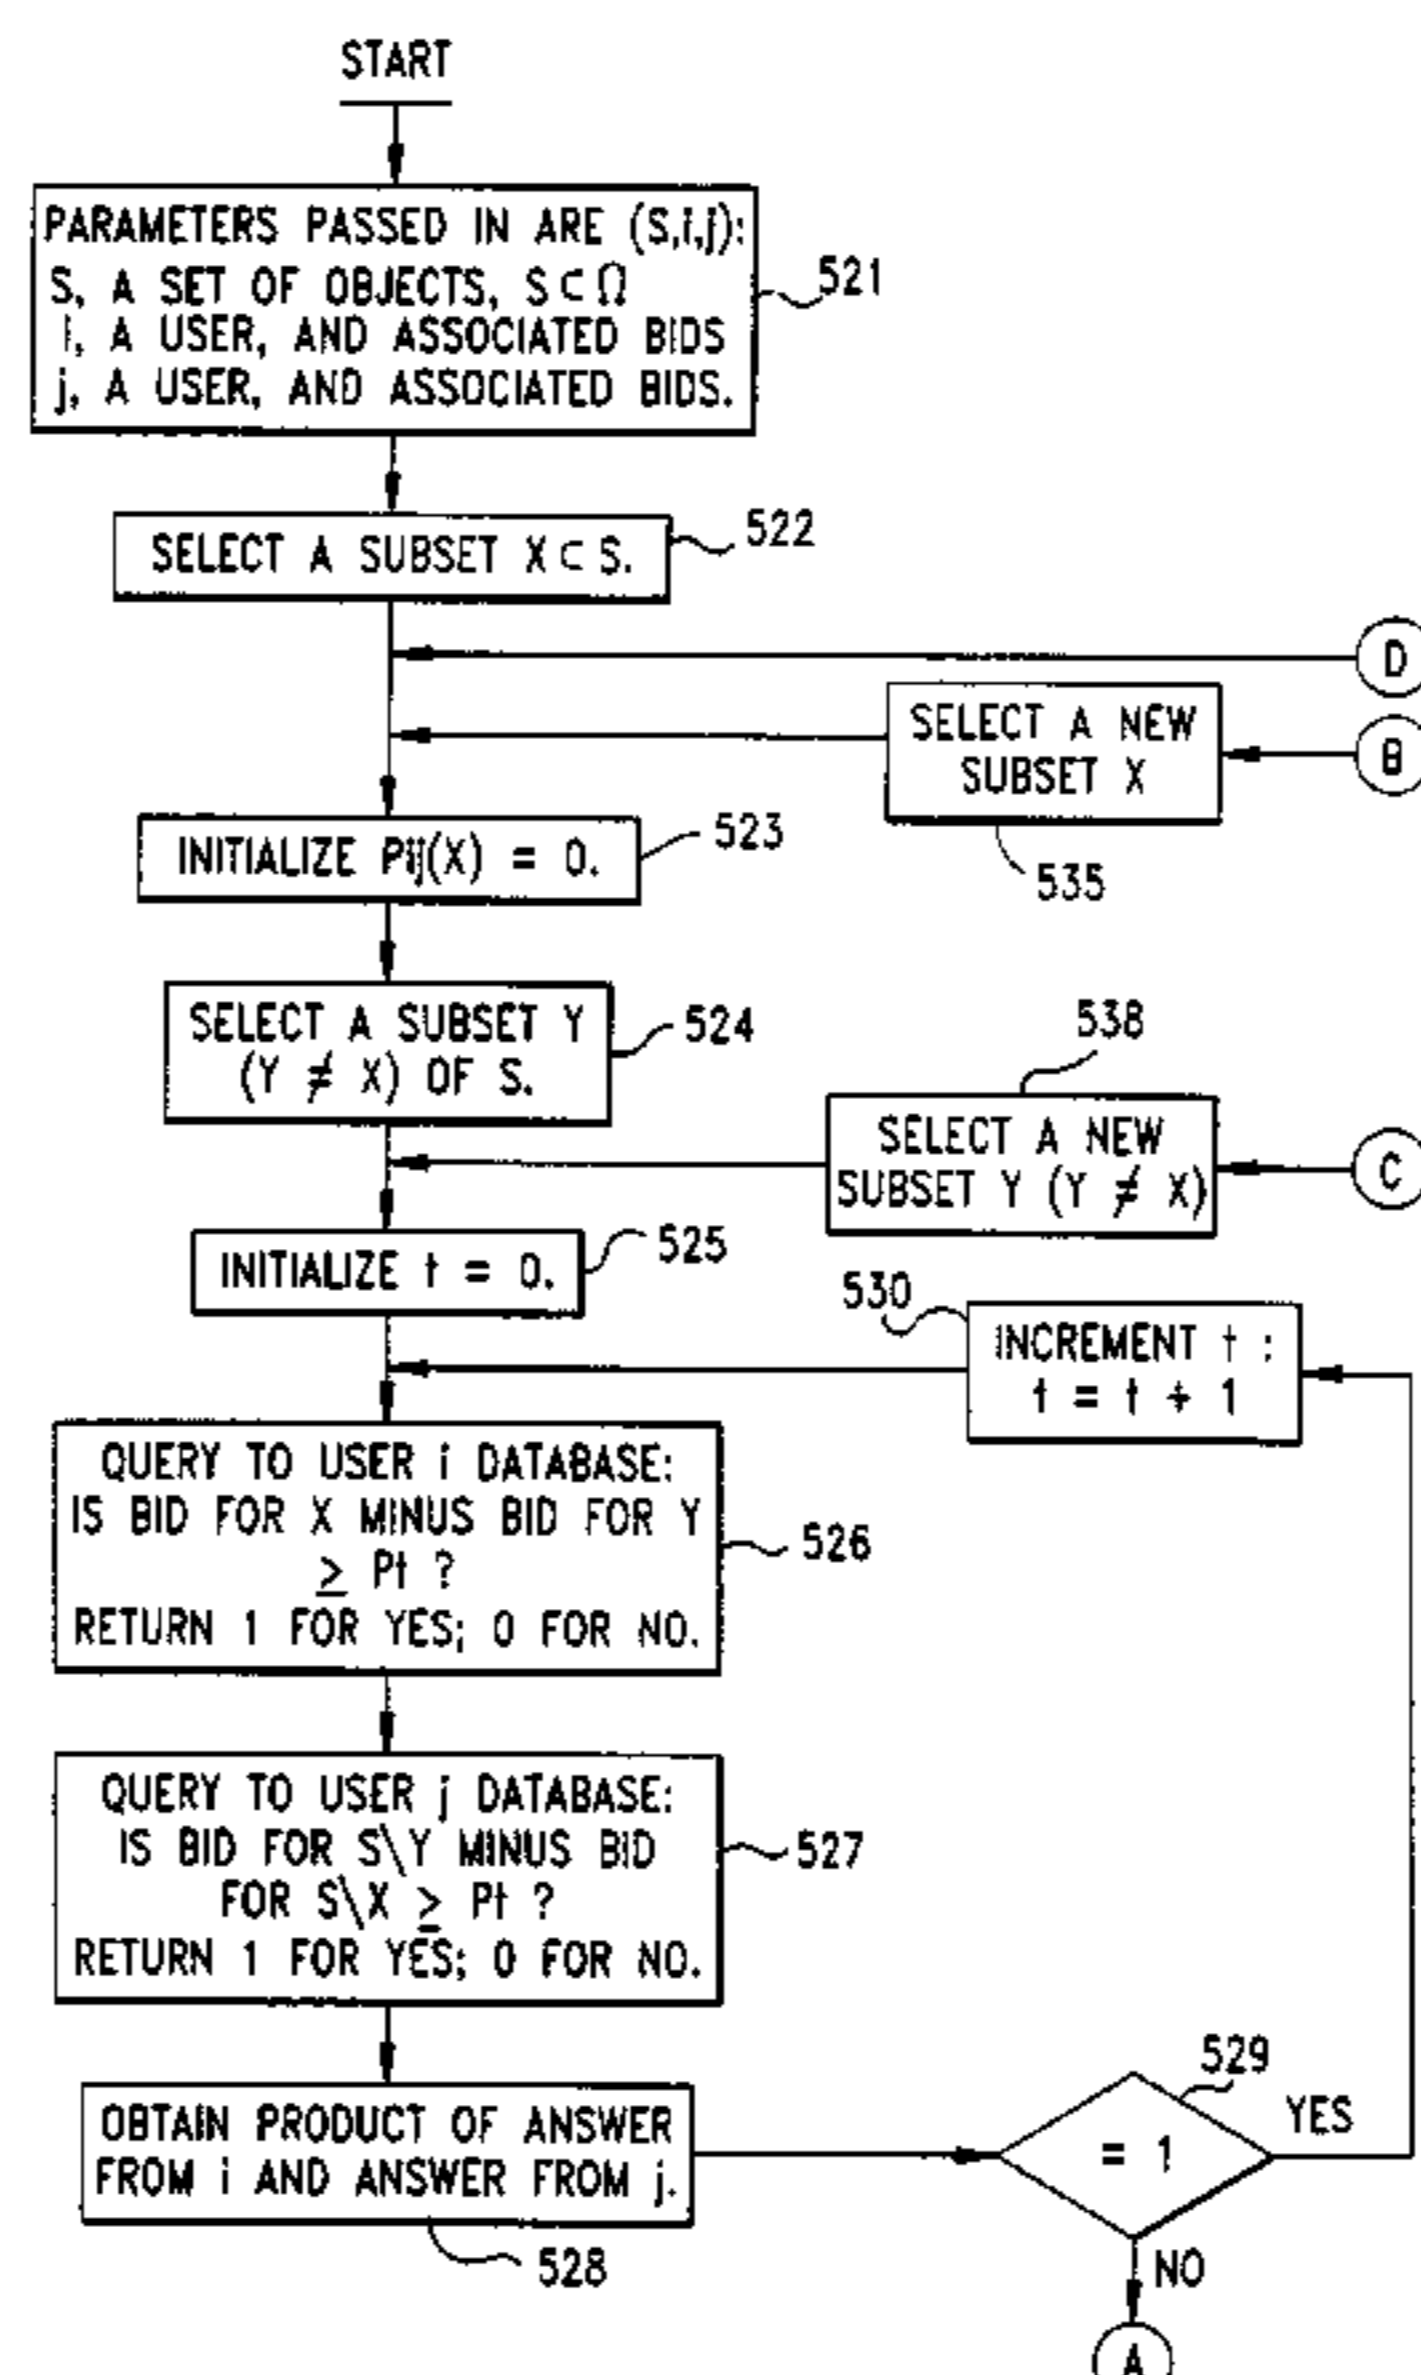 START
PARAMETERS PASSED IN ARE (S,i,j):
S, A SET OF OBJECTS, S⊂Ω
i, A USER, AND ASSOCIATED BIDS
j, A USER, AND ASSOCIATED BIDS.
521
SELECT A SUBSET X⊂S.
522
D
SELECT A NEW
SUBSET X
B
535
INITIALIZE Pij(X) = 0.
523
SELECT A SUBSET Y
(Y ≠ X) OF S.
524
538
SELECT A NEW
SUBSET Y (Y ≠ X)
C
INITIALIZE t = 0.
525
530
INCREMENT t :
t = t + 1
QUERY TO USER i DATABASE:
IS BID FOR X MINUS BID FOR Y
≥ Pt ?
RETURN 1 FOR YES; 0 FOR NO.
526
QUERY TO USER j DATABASE:
IS BID FOR S\Y MINUS BID
FOR S\X ≥ Pt ?
RETURN 1 FOR YES; 0 FOR NO.
527
OBTAIN PRODUCT OF ANSWER
FROM i AND ANSWER FROM j.
528
529
= 1
YES
NO
A